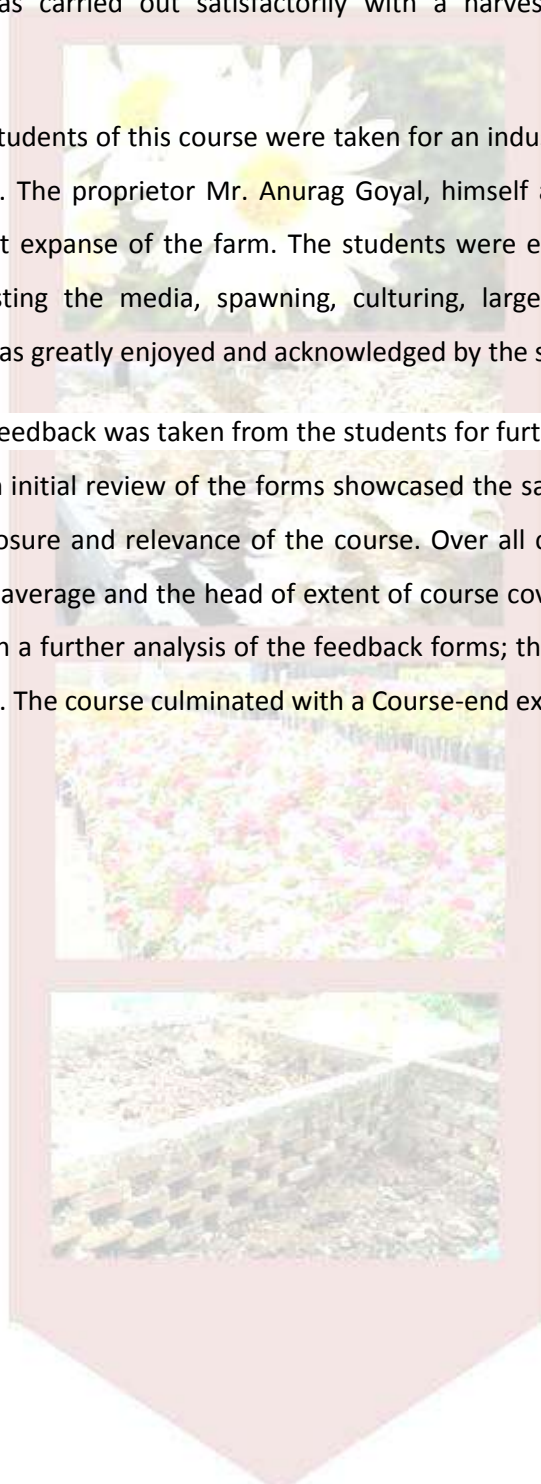 as carried out satisfactorily with a harves
tudents of this course were taken for an indu
. The proprietor Mr. Anurag Goyal, himself a
t expanse of the farm. The students were e
sting the media, spawning, culturing, large
as greatly enjoyed and acknowledged by the s
eedback was taken from the students for furt
initial review of the forms showcased the sa
osure and relevance of the course. Over all c
average and the head of extent of course cov
n a further analysis of the feedback forms; th
. The course culminated with a Course-end ex